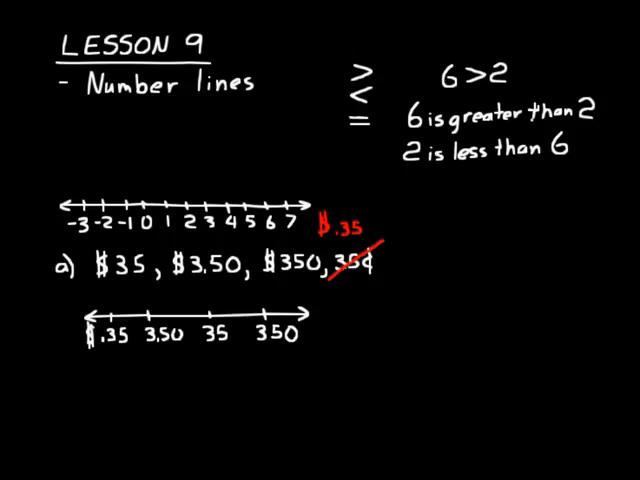 LESSON 9
- Number lines
>
<
=
6 > 2
6 is greater than 2
2 is less than 6
-3 -2 -1 0 1 2 3 4 5 6 7
$.35
a) $35, $3.50, $350, 35¢
$.35 3.50 35 350